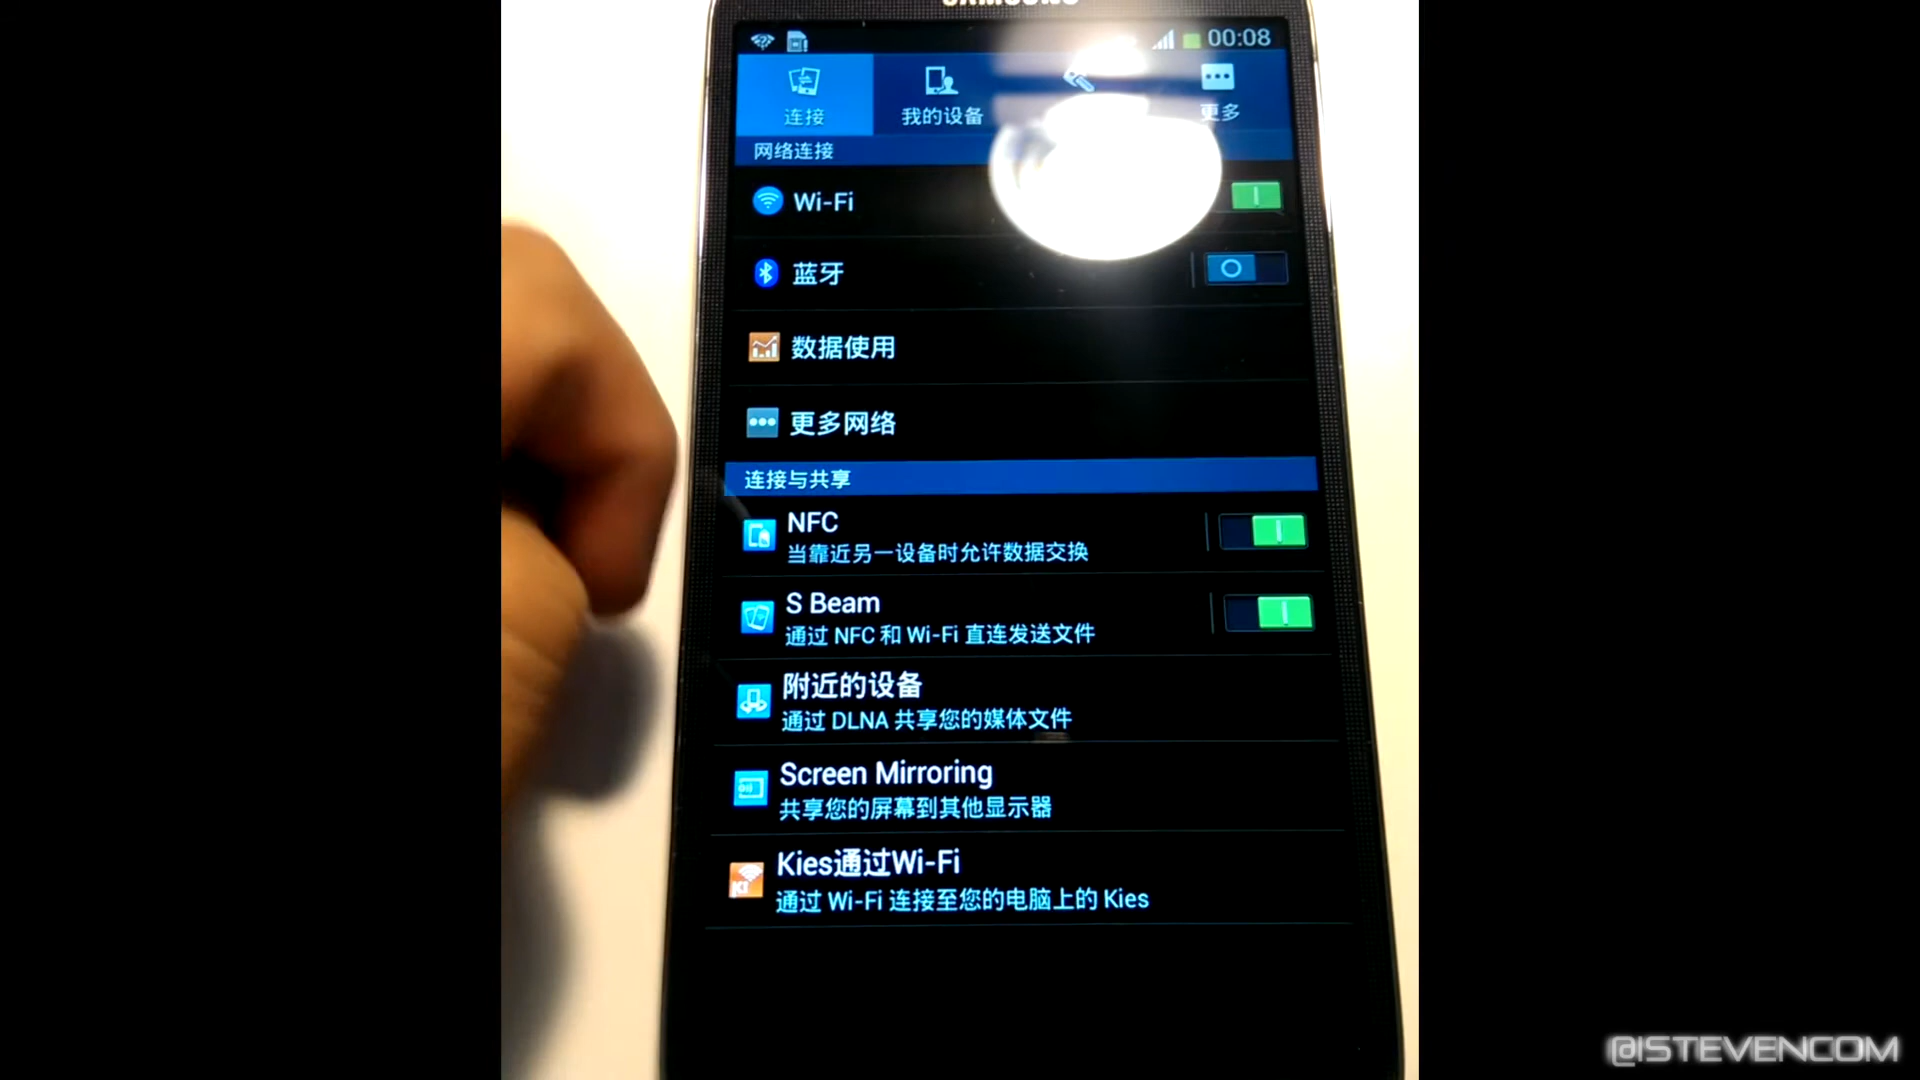 SAMSUNG
00:08
连接
我的设备
更多
网络连接
Wi-Fi
蓝牙
数据使用
更多网络
连接与共享
NFC
当靠近另一设备时允许数据交换
S Beam
通过 NFC 和 Wi-Fi 直连发送文件
附近的设备
通过 DLNA 共享您的媒体文件
Screen Mirroring
共享您的屏幕到其他显示器
Kies通过Wi-Fi
通过 Wi-Fi 连接至您的电脑上的 Kies
@ISTEVENCOM